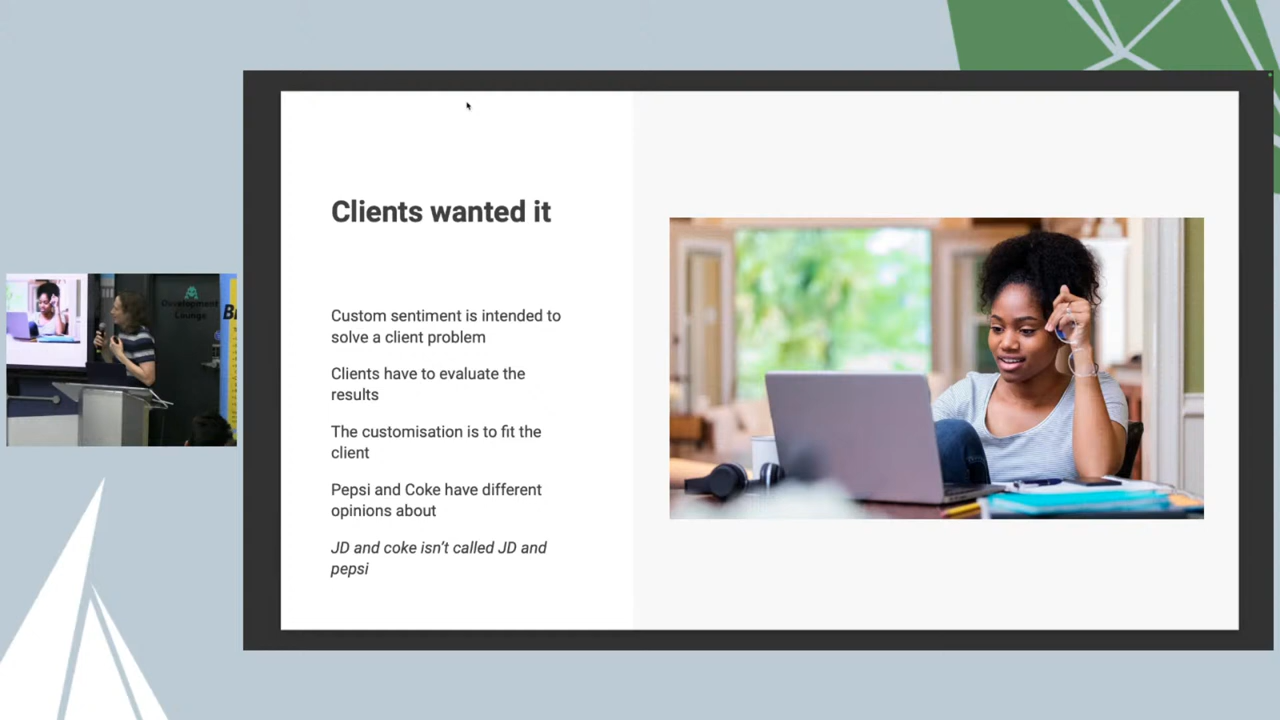 Clients wanted it
Custom sentiment is intended to
solve a client problem
Clients have to evaluate the
results
The customisation is to fit the
client
Pepsi and Coke have different
opinions about
JD and coke isn’t called JD and
pepsi
Development
Lounge